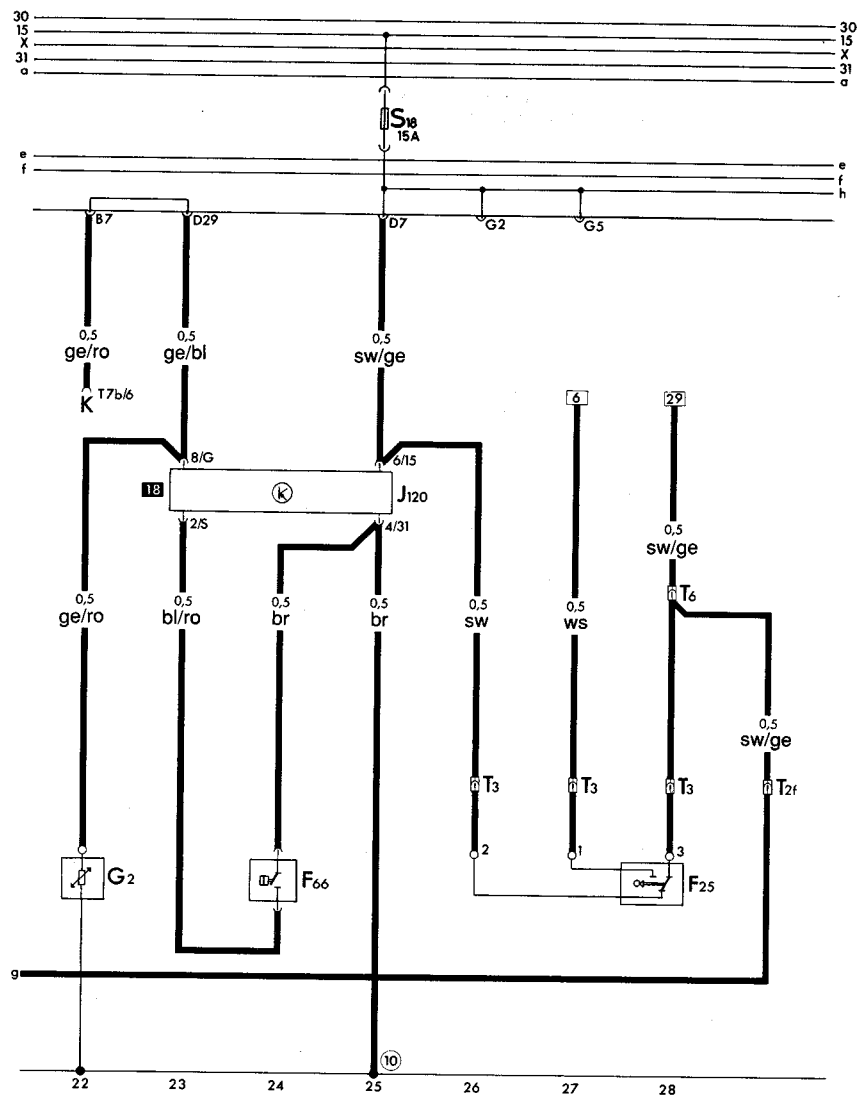 30 30
15 15
X X
31 31
a a
S18
15A
e e
f f
h
B7 D29 D7 G2 G5
0,5 0,5 0,5
ge/ro ge/bl sw/ge
T7b/6
K
6 29
8/G 6/15
18 k J120
2/S 4/31
0,5
sw/ge
T6
0,5 0,5 0,5 0,5 0,5 0,5
ge/ro bl/ro br br sw ws
0,5
sw/ge
T3 T3 T3 T2f
2 1 3
G2 F66 F25
g
10
22 23 24 25 26 27 28